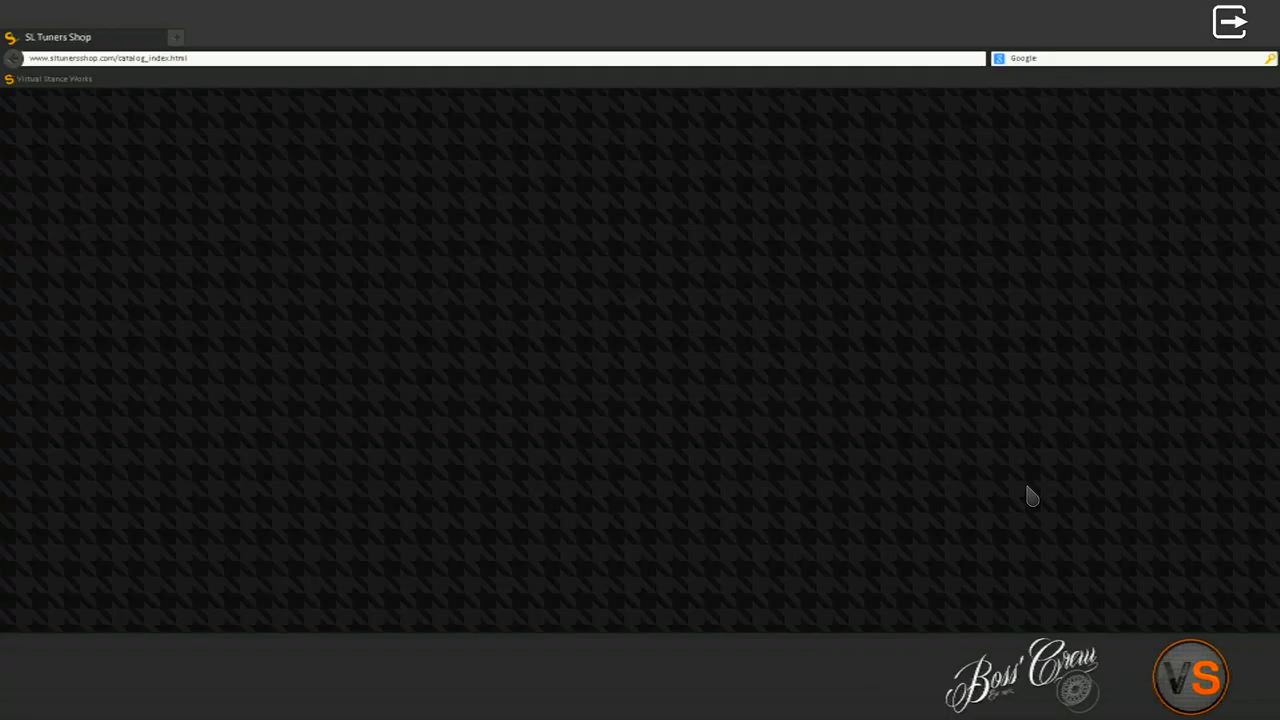 SL Tuners Shop
www.sltunersshop.com/catalog_index.html
Google
Virtual Stance Works
Boss' Crew
VS